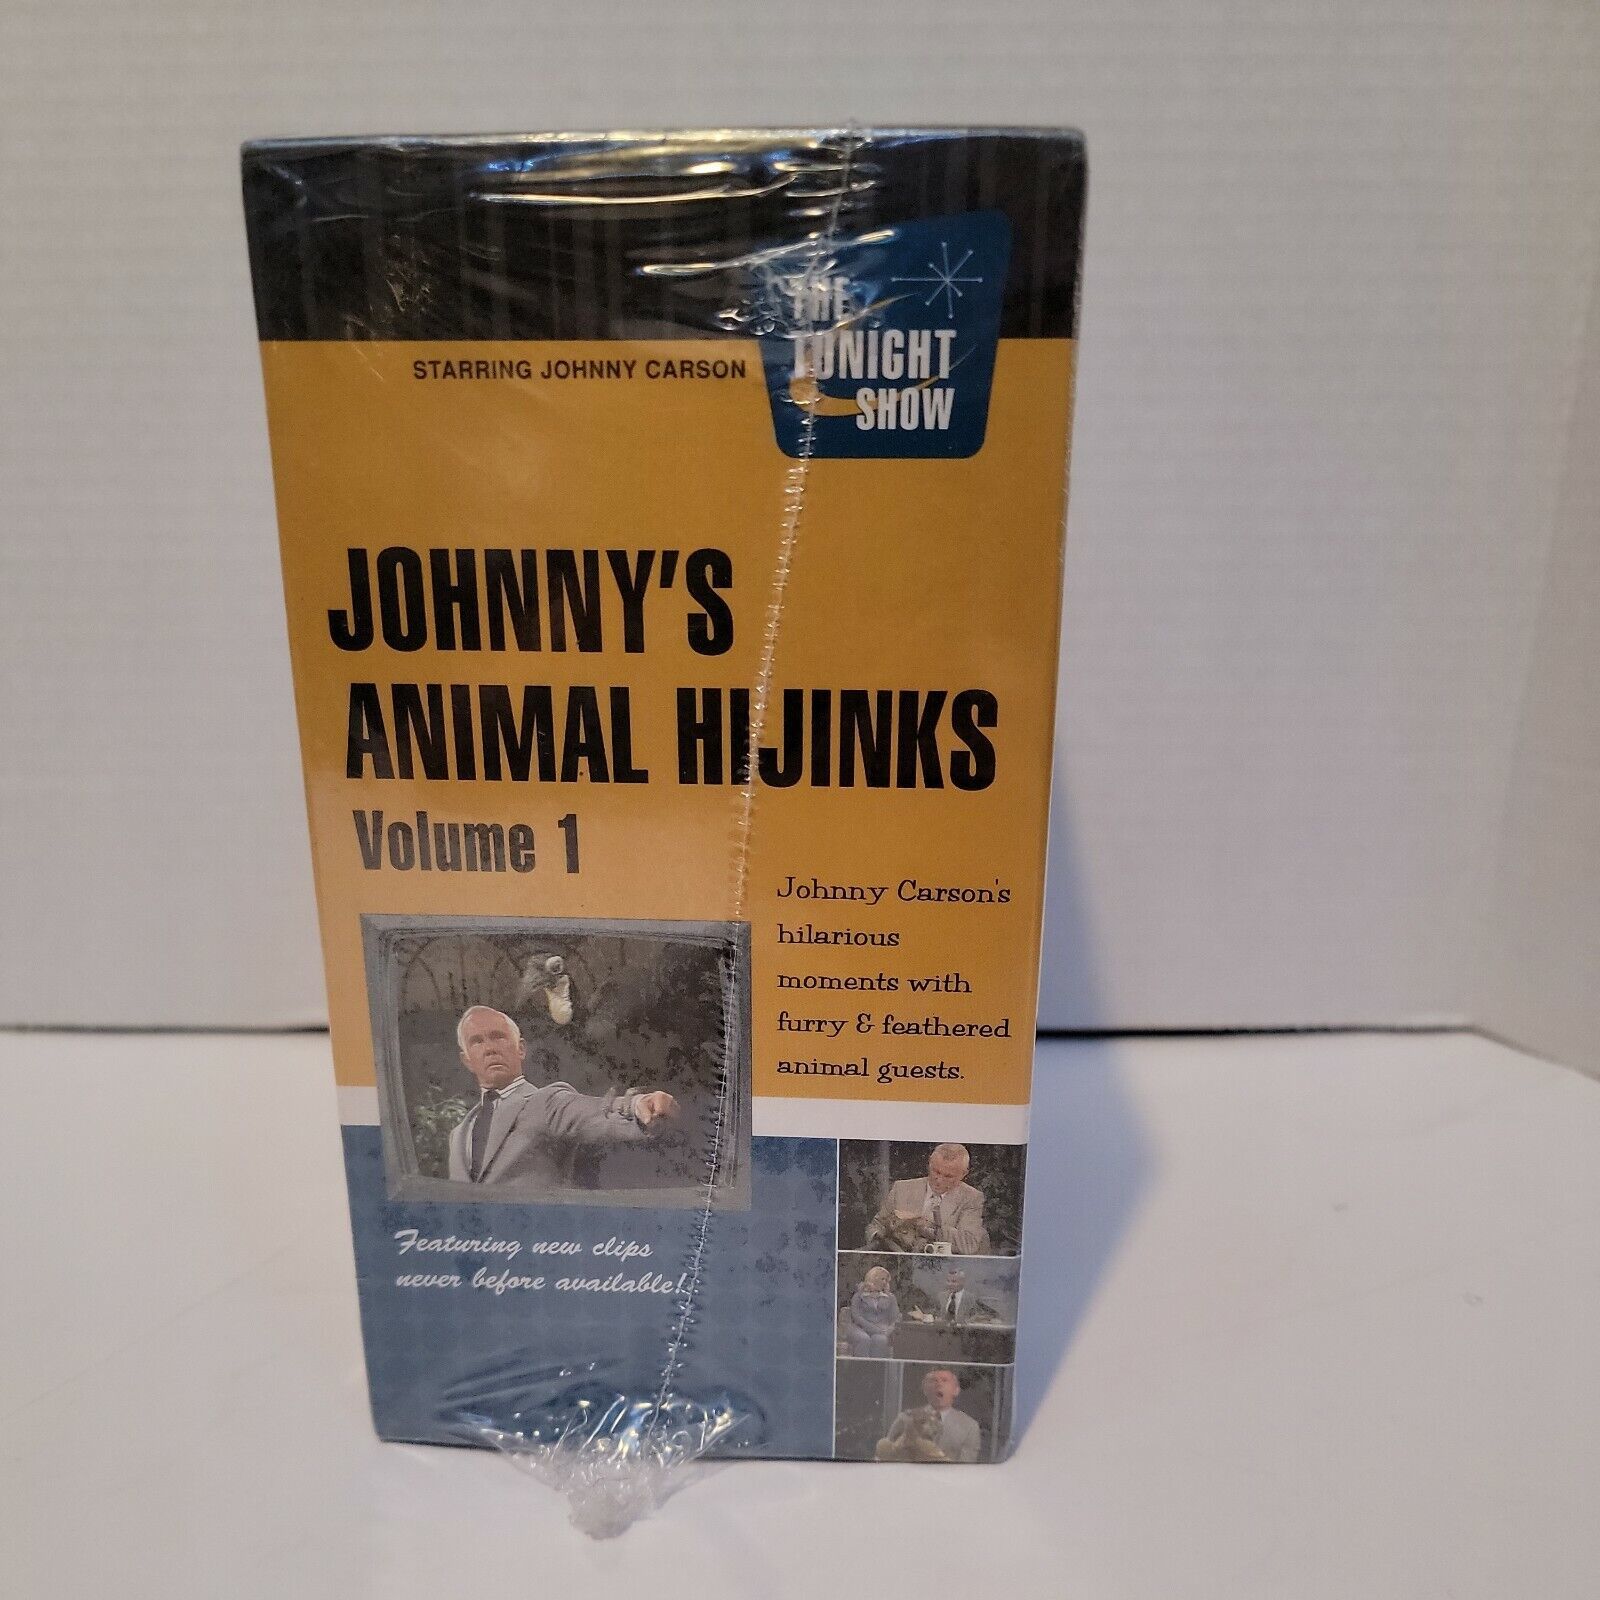 THE
TONIGHT
SHOW
STARRING JOHNNY CARSON
JOHNNY'S
ANIMAL HIJINKS
Volume 1
Johnny Carson's
hilarious
moments with
furry & feathered
animal guests.
Featuring new clips
never before available!